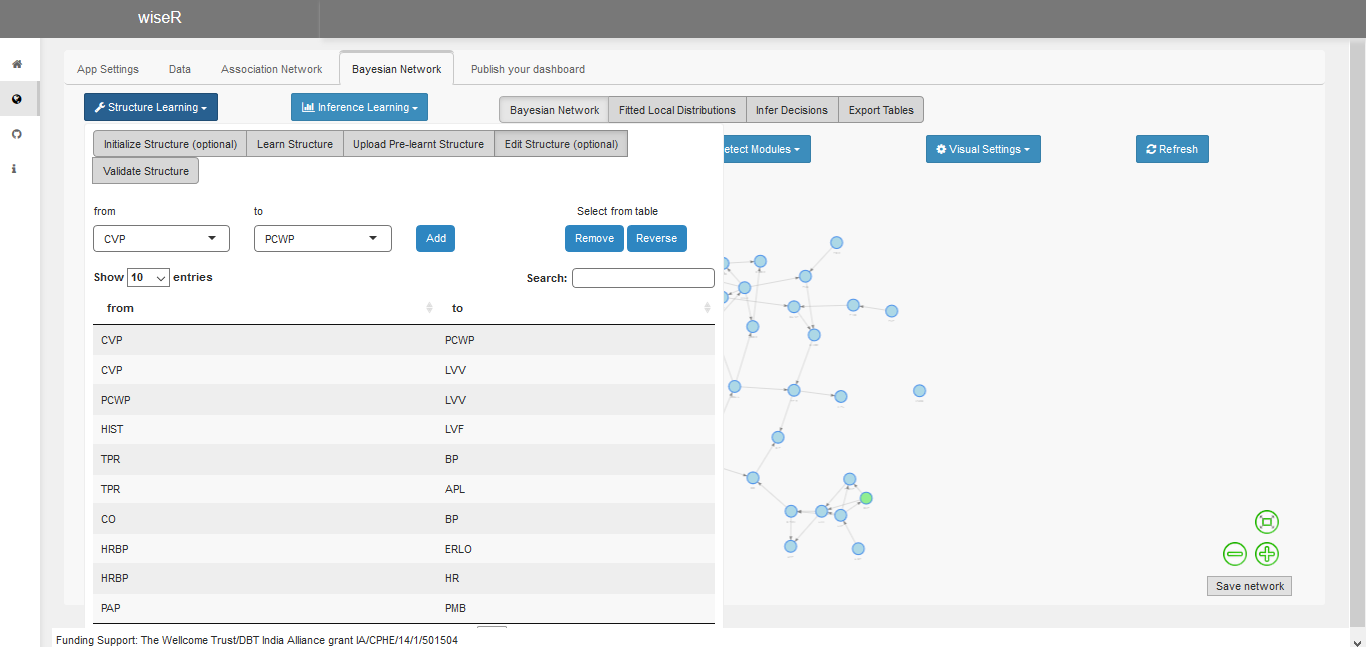 wiseR
App Settings Data Association Network Bayesian Network Publish your dashboard
Structure Learning Inference Learning Bayesian Network Fitted Local Distributions Infer Decisions Export Tables
Initialize Structure (optional) Learn Structure Upload Pre-learnt Structure Edit Structure (optional)
Validate Structure
etect Modules Visual Settings Refresh
from to Select from table
CVP PCWP Add Remove Reverse
Show 10 entries Search:
from to
CVP PCWP
CVP LVV
PCWP LVV
HIST LVF
TPR BP
TPR APL
CO BP
HRBP ERLO
HRBP HR
PAP PMB
Save network
Funding Support: The Wellcome Trust/DBT India Alliance grant IA/CPHE/14/1/501504